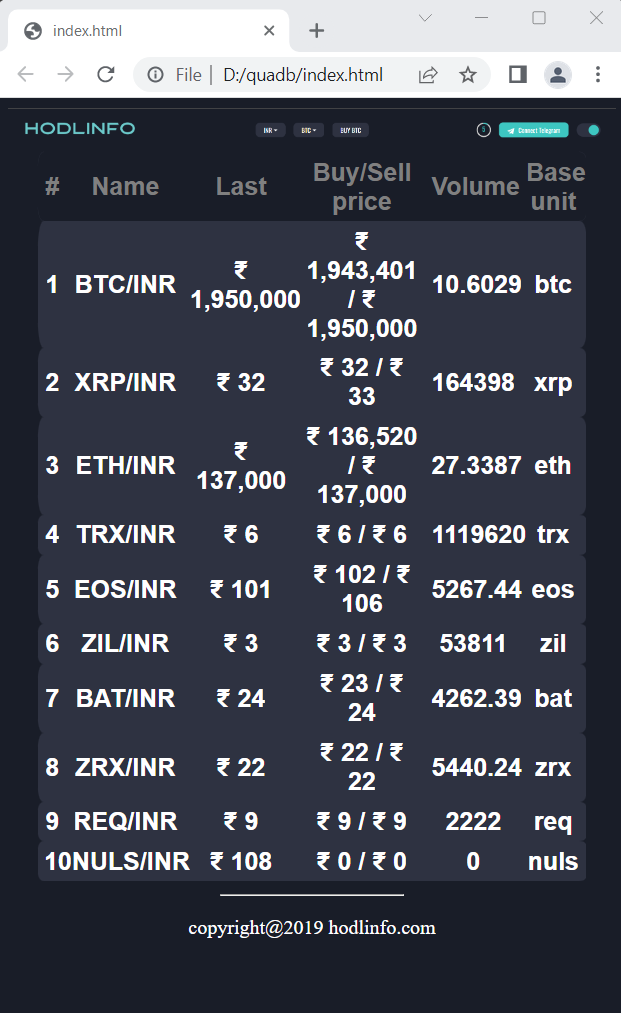 index.html
File | D:/quadb/index.html
HODLINFO
INR
BTC
BUY BTC
5
Connect Telegram
# Name Last Buy/Sell price Volume Base unit
1 BTC/INR ₹ 1,950,000 ₹ 1,943,401 / ₹ 1,950,000 10.6029 btc
2 XRP/INR ₹ 32 ₹ 32 / ₹ 33 164398 xrp
3 ETH/INR ₹ 137,000 ₹ 136,520 / ₹ 137,000 27.3387 eth
4 TRX/INR ₹ 6 ₹ 6 / ₹ 6 1119620 trx
5 EOS/INR ₹ 101 ₹ 102 / ₹ 106 5267.44 eos
6 ZIL/INR ₹ 3 ₹ 3 / ₹ 3 53811 zil
7 BAT/INR ₹ 24 ₹ 23 / ₹ 24 4262.39 bat
8 ZRX/INR ₹ 22 ₹ 22 / ₹ 22 5440.24 zrx
9 REQ/INR ₹ 9 ₹ 9 / ₹ 9 2222 req
10 NULS/INR ₹ 108 ₹ 0 / ₹ 0 0 nuls
copyright@2019 hodlinfo.com